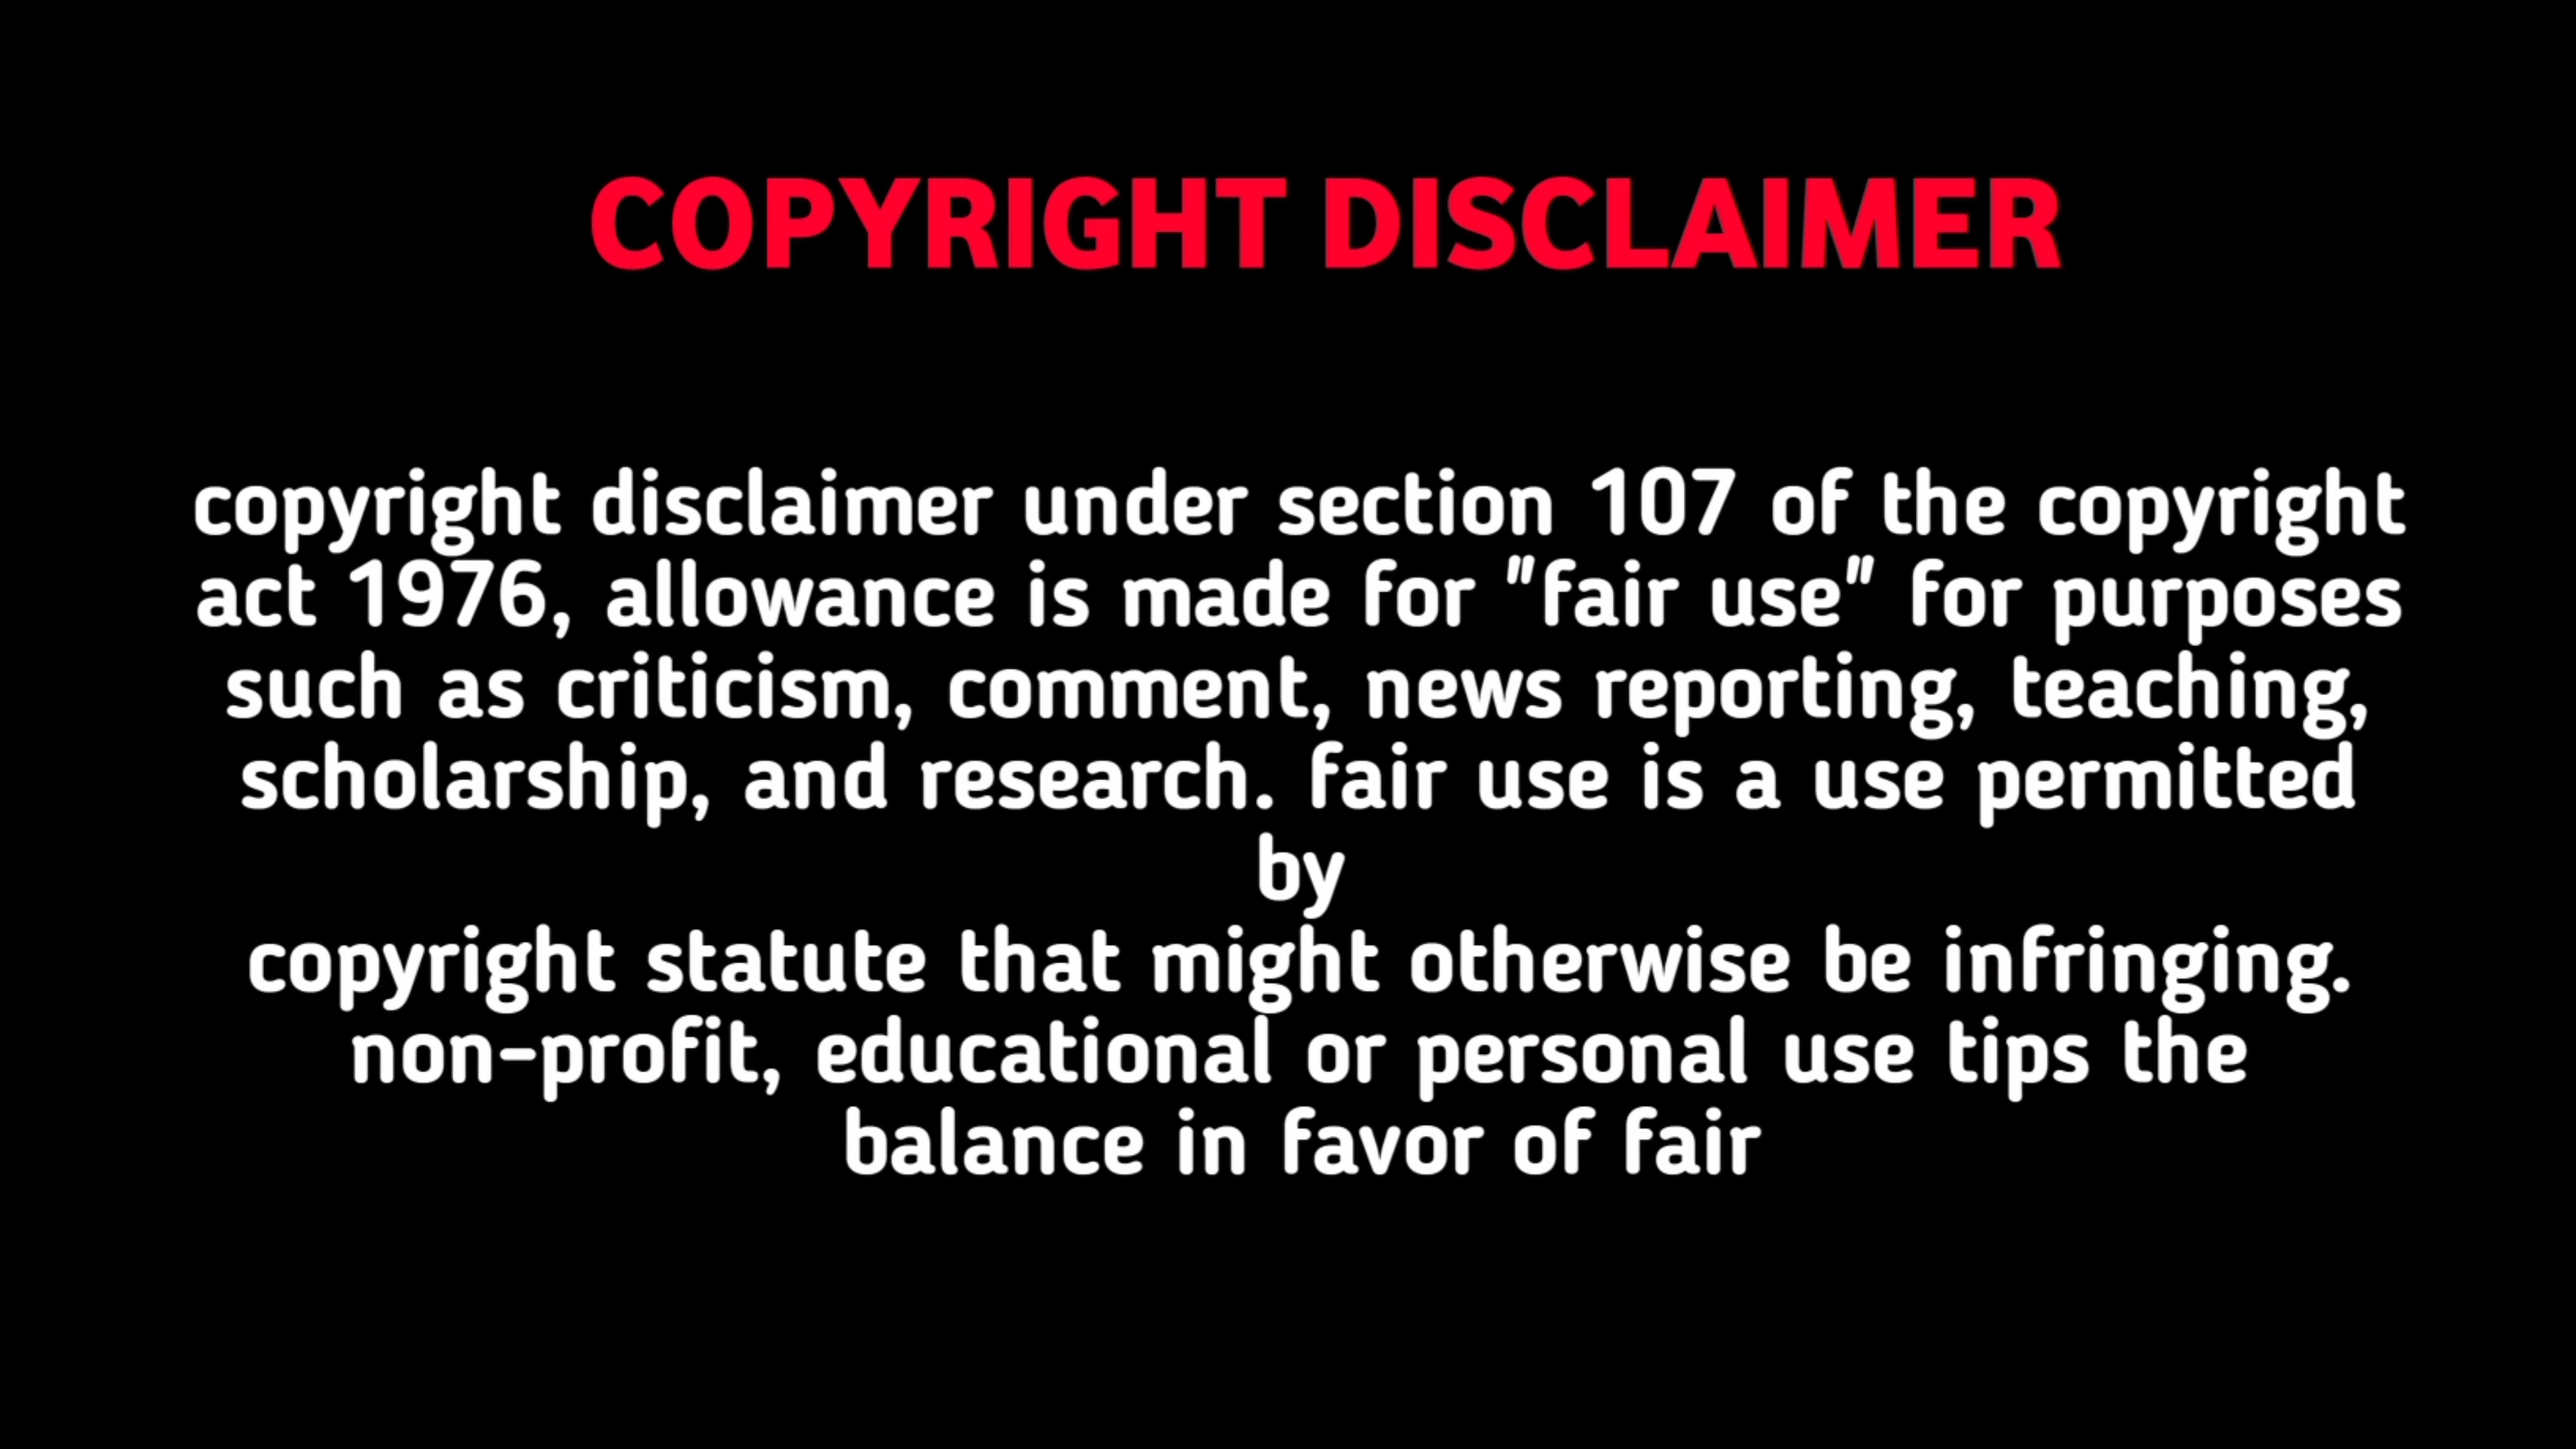 COPYRIGHT DISCLAIMER
copyright disclaimer under section 107 of the copyright
act 1976, allowance is made for "fair use" for purposes
such as criticism, comment, news reporting, teaching,
scholarship, and research. fair use is a use permitted
by
copyright statute that might otherwise be infringing.
non-profit, educational or personal use tips the
balance in favor of fair